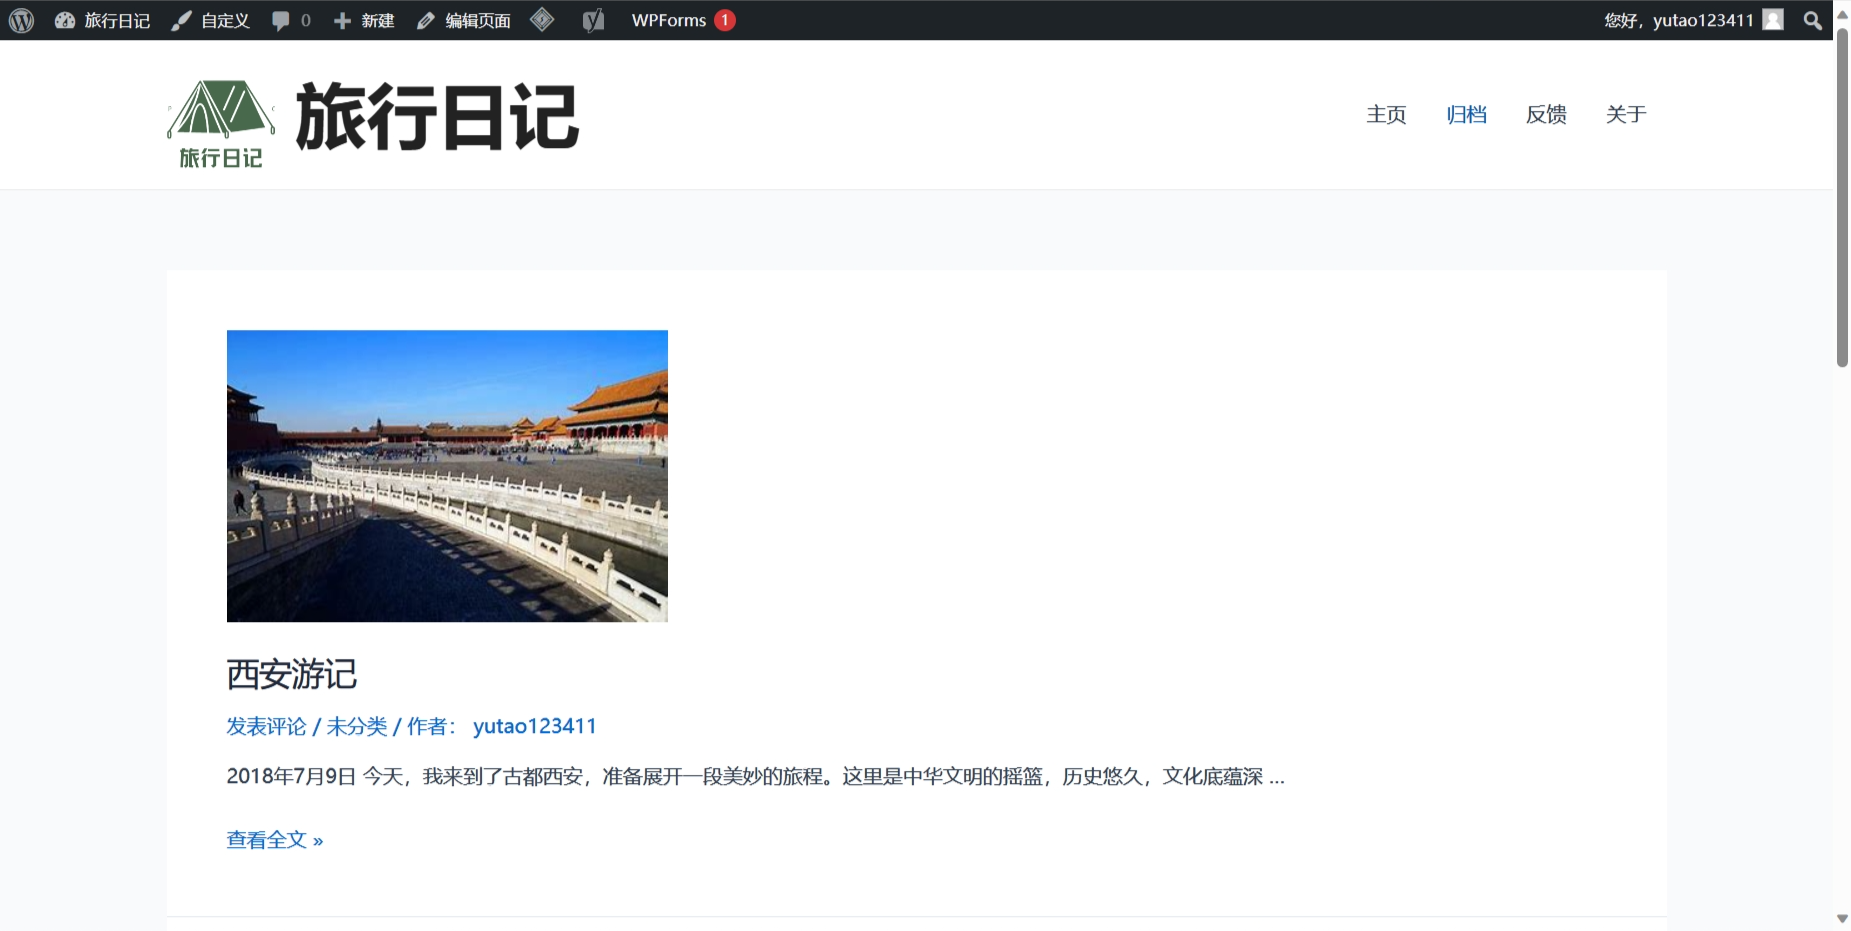 旅行日记 自定义 0 新建 编辑页面 WPForms 1 您好，yutao123411
旅行日记
旅行日记
主页 归档 反馈 关于
西安游记
发表评论 / 未分类 / 作者： yutao123411
2018年7月9日 今天，我来到了古都西安，准备展开一段美妙的旅程。这里是中华文明的摇篮，历史悠久，文化底蕴深 ...
查看全文 »